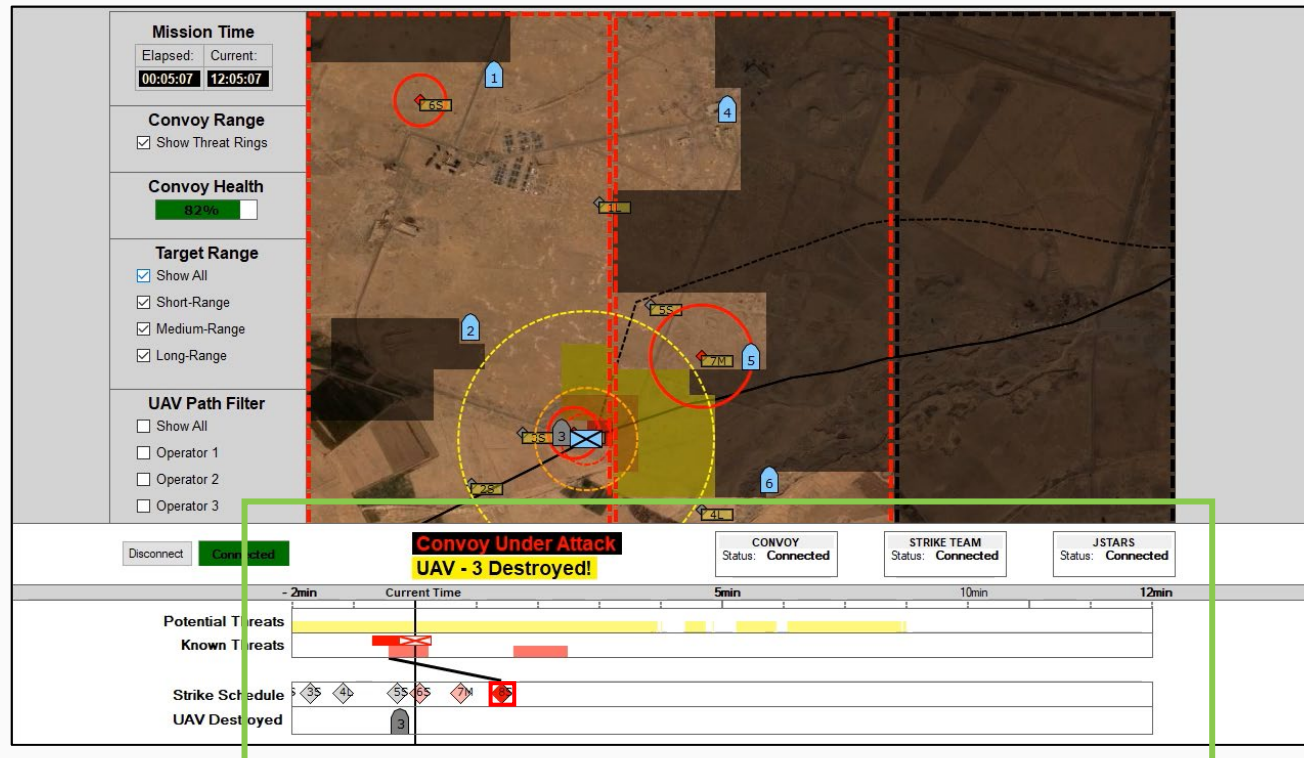 Mission Time
Elapsed: Current:
00:05:07 12:05:07
Convoy Range
Show Threat Rings
Convoy Health
82%
Target Range
Show All
Short-Range
Medium-Range
Long-Range
UAV Path Filter
Show All
Operator 1
Operator 2
Operator 3
1
6S
4
1L
2
5S
7M
5
3S
3
2S
6
4L
Disconnect
Connected
Convoy Under Attack
UAV - 3 Destroyed!
CONVOY
Status: Connected
STRIKE TEAM
Status: Connected
JSTARS
Status: Connected
- 2min Current Time 5min 10min 12min
Potential Threats
Known Threats
Strike Schedule
S 3S 4L 5S 6S 7M 8S
UAV Destroyed
3